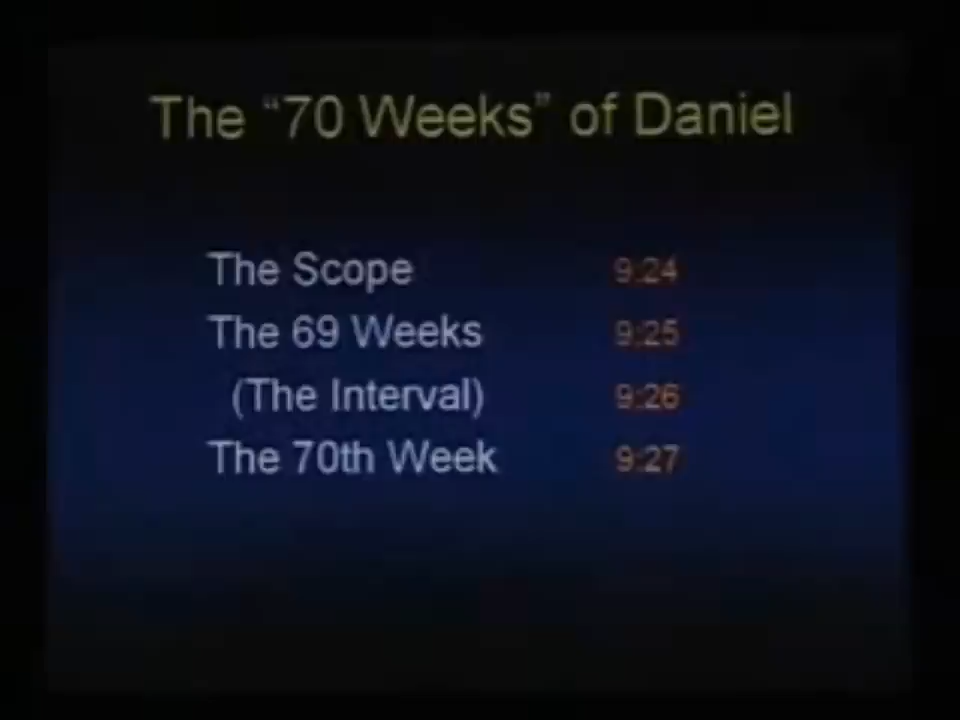 The “70 Weeks” of Daniel
The Scope 9:24
The 69 Weeks 9:25
(The Interval) 9:26
The 70th Week 9:27